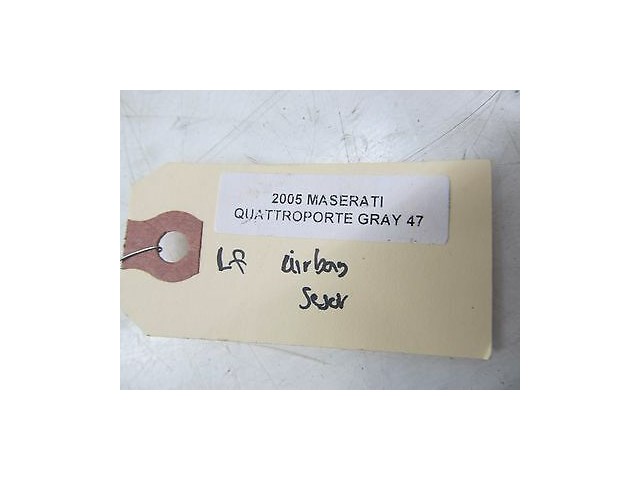 2005 MASERATI
QUATTROPORTE GRAY 47
LF airbag